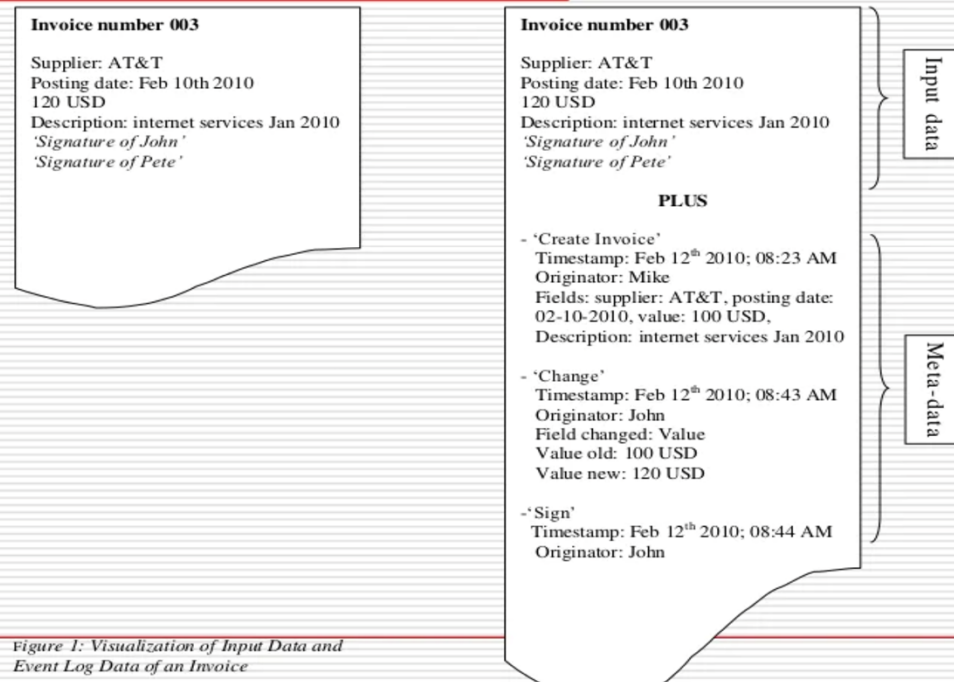 Invoice number 003
Supplier: AT&T
Posting date: Feb 10th 2010
120 USD
Description: internet services Jan 2010
‘Signature of John’
‘Signature of Pete’
Invoice number 003
Supplier: AT&T
Posting date: Feb 10th 2010
120 USD
Description: internet services Jan 2010
‘Signature of John’
‘Signature of Pete’
PLUS
- ‘Create Invoice’
Timestamp: Feb 12th 2010; 08:23 AM
Originator: Mike
Fields: supplier: AT&T, posting date:
02-10-2010, value: 100 USD,
Description: internet services Jan 2010
- ‘Change’
Timestamp: Feb 12th 2010; 08:43 AM
Originator: John
Field changed: Value
Value old: 100 USD
Value new: 120 USD
-‘Sign’
Timestamp: Feb 12th 2010; 08:44 AM
Originator: John
Input data
Meta-data
Figure 1: Visualization of Input Data and
Event Log Data of an Invoice